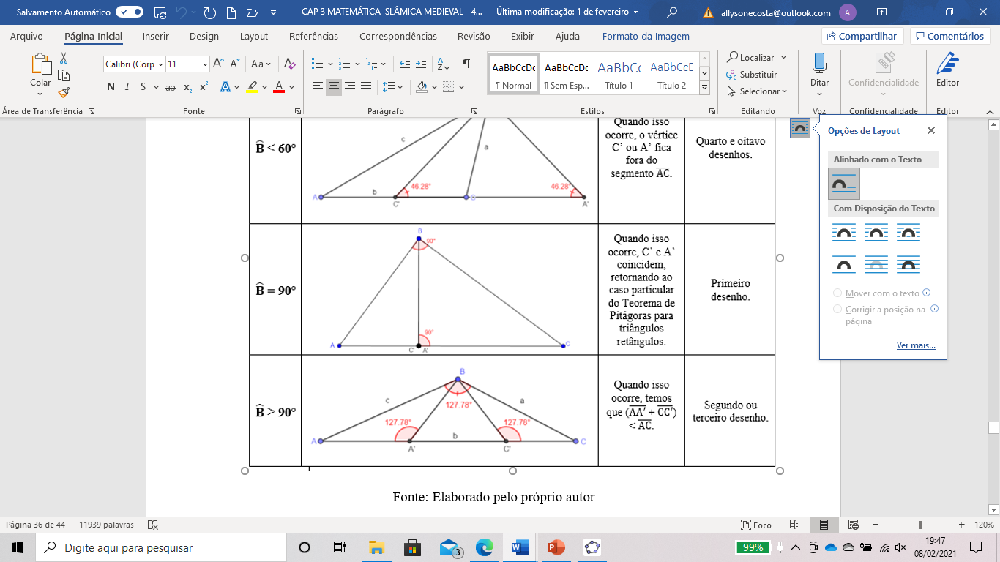 Salvamento Automático
CAP 3 MATEMÁTICA ISLÂMICA MEDIEVAL - 4... - Última modificação: 1 de fevereiro
allysonecosta@outlook.com
A
Arquivo Página Inicial Inserir Design Layout Referências Correspondências Revisão Exibir Ajuda Formato da Imagem
Compartilhar Comentários
Colar
Calibri (Corp 11
N I S ab x₂ x²
Aa
AaBbCcDc AaBbCcDc AaBbCc AaBbCcD
¶ Normal ¶ Sem Esp... Título 1 Título 2
Localizar
Substituir
Selecionar
Ditar
Confidencialidade
Editor
Área de Transferência Fonte Parágrafo Estilos Editando Voz Confidencialidade Editor
B̂ < 60°
c
a
b
A
C'
A'
46.28°
46.28°
Quando isso
ocorre, o vértice
C’ ou A’ fica
fora do
segmento A̅C̅.
Quarto e oitavo
desenhos.
B̂ = 90°
B
90°
90°
A
C' A'
C
Quando isso
ocorre, C’ e A’
coincidem,
retornando ao
caso particular
do Teorema de
Pitágoras para
triângulos
retângulos.
Primeiro
desenho.
B̂ > 90°
B
c
a
127.78°
127.78°
127.78°
A
A'
b
C'
C
Quando isso
ocorre, temos
que (A̅A̅′̅ + C̅C̅′̅)
< A̅C̅.
Segundo ou
terceiro desenho.
Fonte: Elaborado pelo próprio autor
Opções de Layout
Alinhado com o Texto
Com Disposição do Texto
Mover com o texto
Corrigir a posição na
página
Ver mais...
Página 36 de 44 11939 palavras
Foco
120%
Digite aqui para pesquisar
3
99%
19:47
08/02/2021